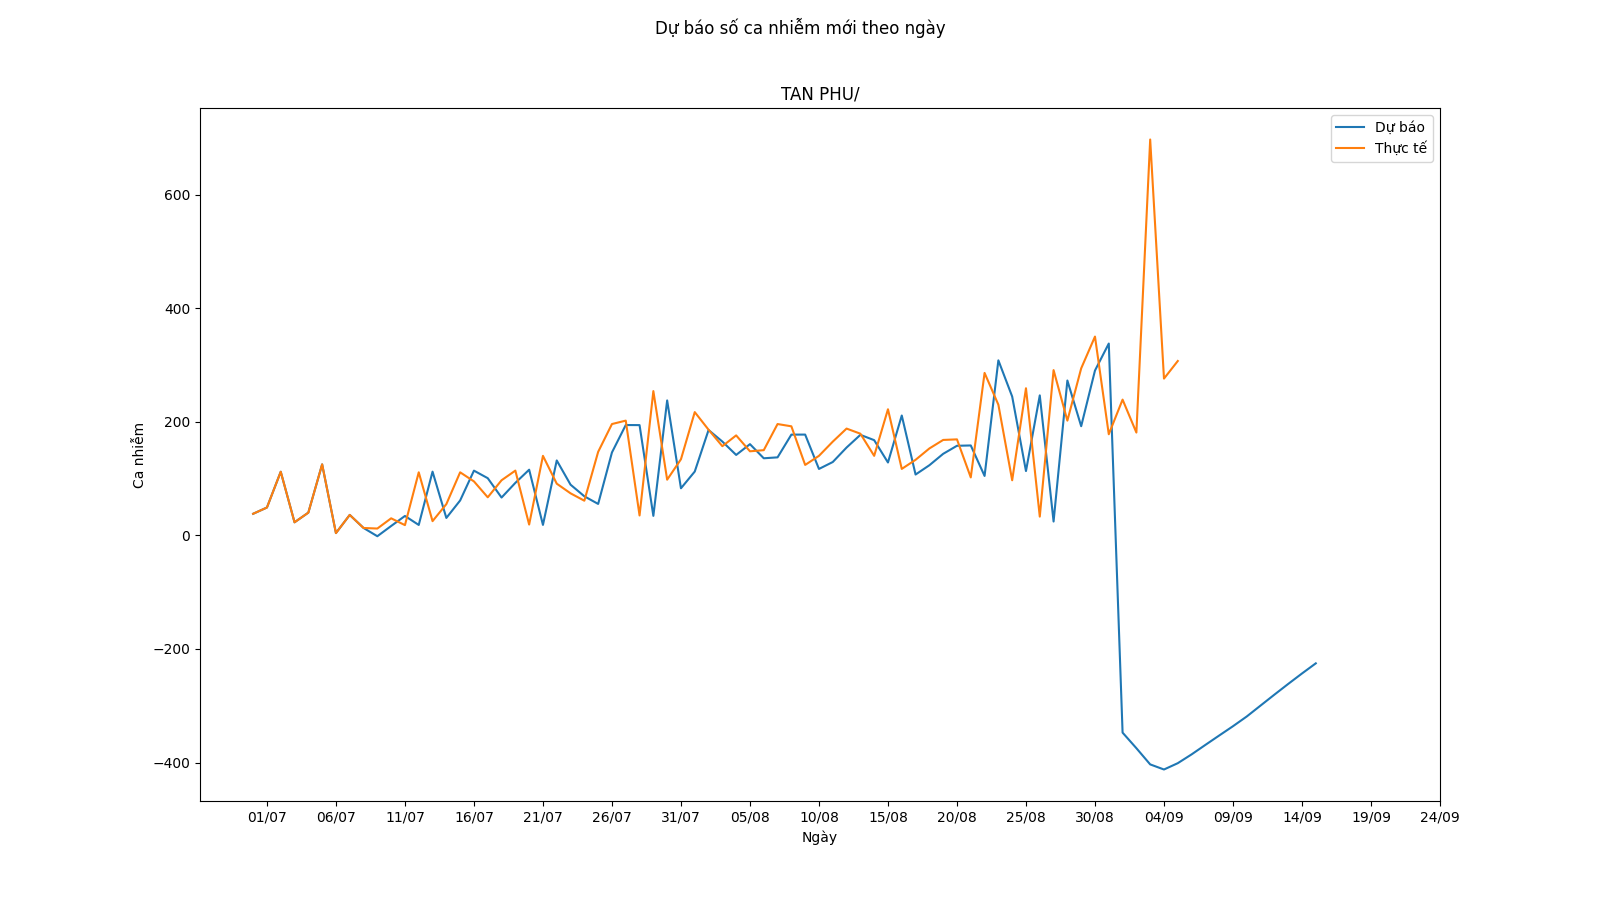 Dự báo số ca nhiễm mới theo ngày
TAN PHU/
Dự báo
Thực tế
600
400
200
0
−200
−400
Ca nhiễm
01/07 06/07 11/07 16/07 21/07 26/07 31/07 05/08 10/08 15/08 20/08 25/08 30/08 04/09 09/09 14/09 19/09 24/09
Ngày